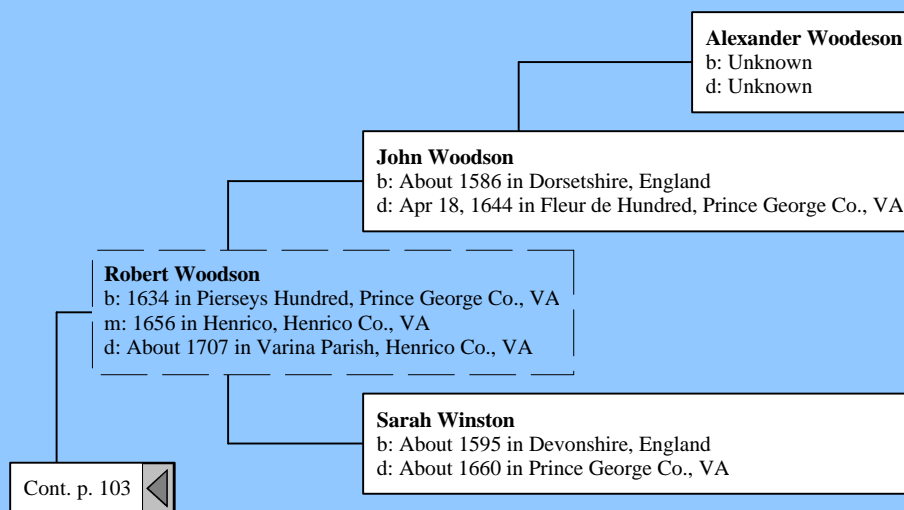 Alexander Woodeson
b: Unknown
d: Unknown
John Woodson
b: About 1586 in Dorsetshire, England
d: Apr 18, 1644 in Fleur de Hundred, Prince George Co., VA
Robert Woodson
b: 1634 in Pierseys Hundred, Prince George Co., VA
m: 1656 in Henrico, Henrico Co., VA
d: About 1707 in Varina Parish, Henrico Co., VA
Sarah Winston
b: About 1595 in Devonshire, England
d: About 1660 in Prince George Co., VA
Cont. p. 103